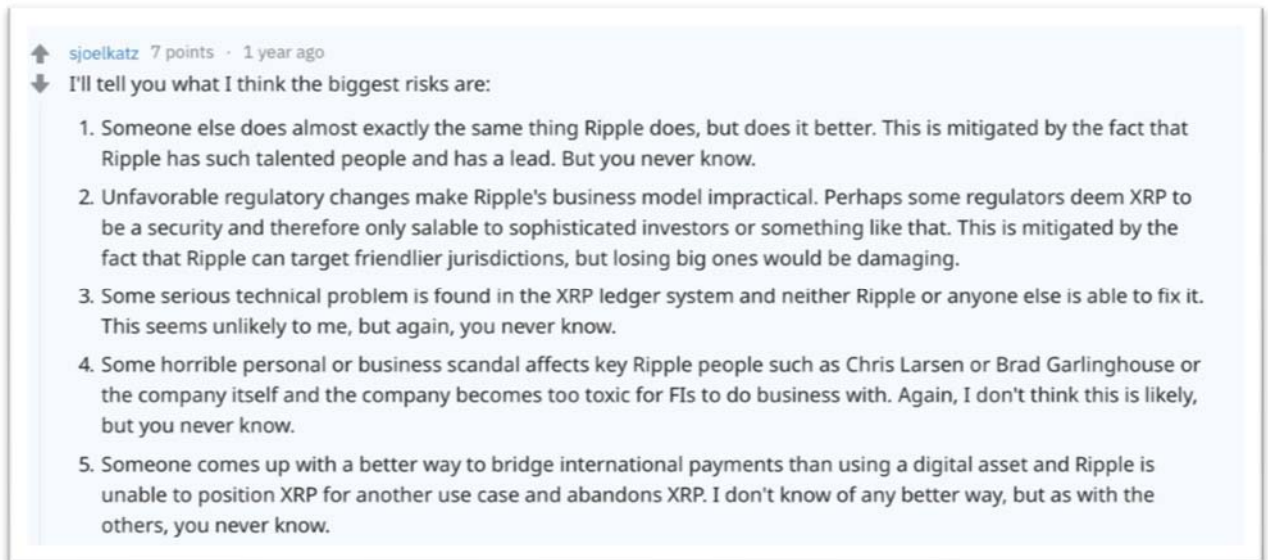 sjoelkatz 7 points · 1 year ago
I'll tell you what I think the biggest risks are:
1. Someone else does almost exactly the same thing Ripple does, but does it better. This is mitigated by the fact that
Ripple has such talented people and has a lead. But you never know.
2. Unfavorable regulatory changes make Ripple's business model impractical. Perhaps some regulators deem XRP to
be a security and therefore only salable to sophisticated investors or something like that. This is mitigated by the
fact that Ripple can target friendlier jurisdictions, but losing big ones would be damaging.
3. Some serious technical problem is found in the XRP ledger system and neither Ripple or anyone else is able to fix it.
This seems unlikely to me, but again, you never know.
4. Some horrible personal or business scandal affects key Ripple people such as Chris Larsen or Brad Garlinghouse or
the company itself and the company becomes too toxic for FIs to do business with. Again, I don't think this is likely,
but you never know.
5. Someone comes up with a better way to bridge international payments than using a digital asset and Ripple is
unable to position XRP for another use case and abandons XRP. I don't know of any better way, but as with the
others, you never know.